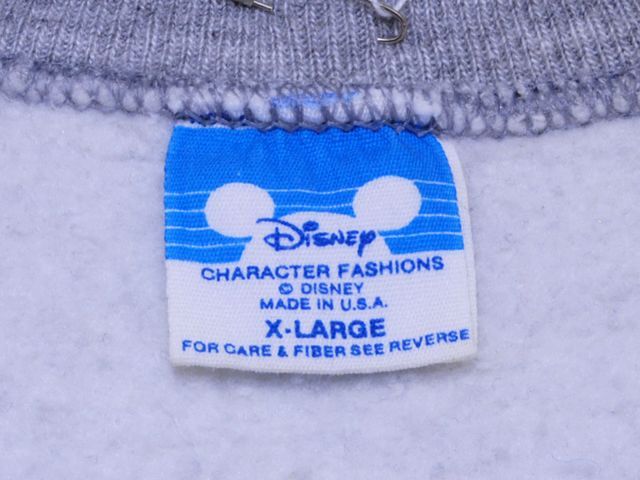 Disney
CHARACTER FASHIONS
© DISNEY
MADE IN U.S.A.
X-LARGE
FOR CARE & FIBER SEE REVERSE